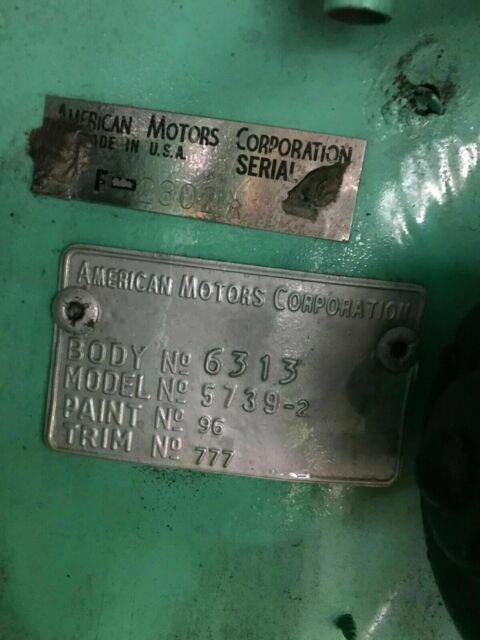 AMERICAN MOTORS CORPORATION
MADE IN U.S.A. SERIAL
AMERICAN MOTORS CORPORATION
BODY Nº 6313
MODEL Nº 5739-2
PAINT Nº 96
TRIM Nº 777